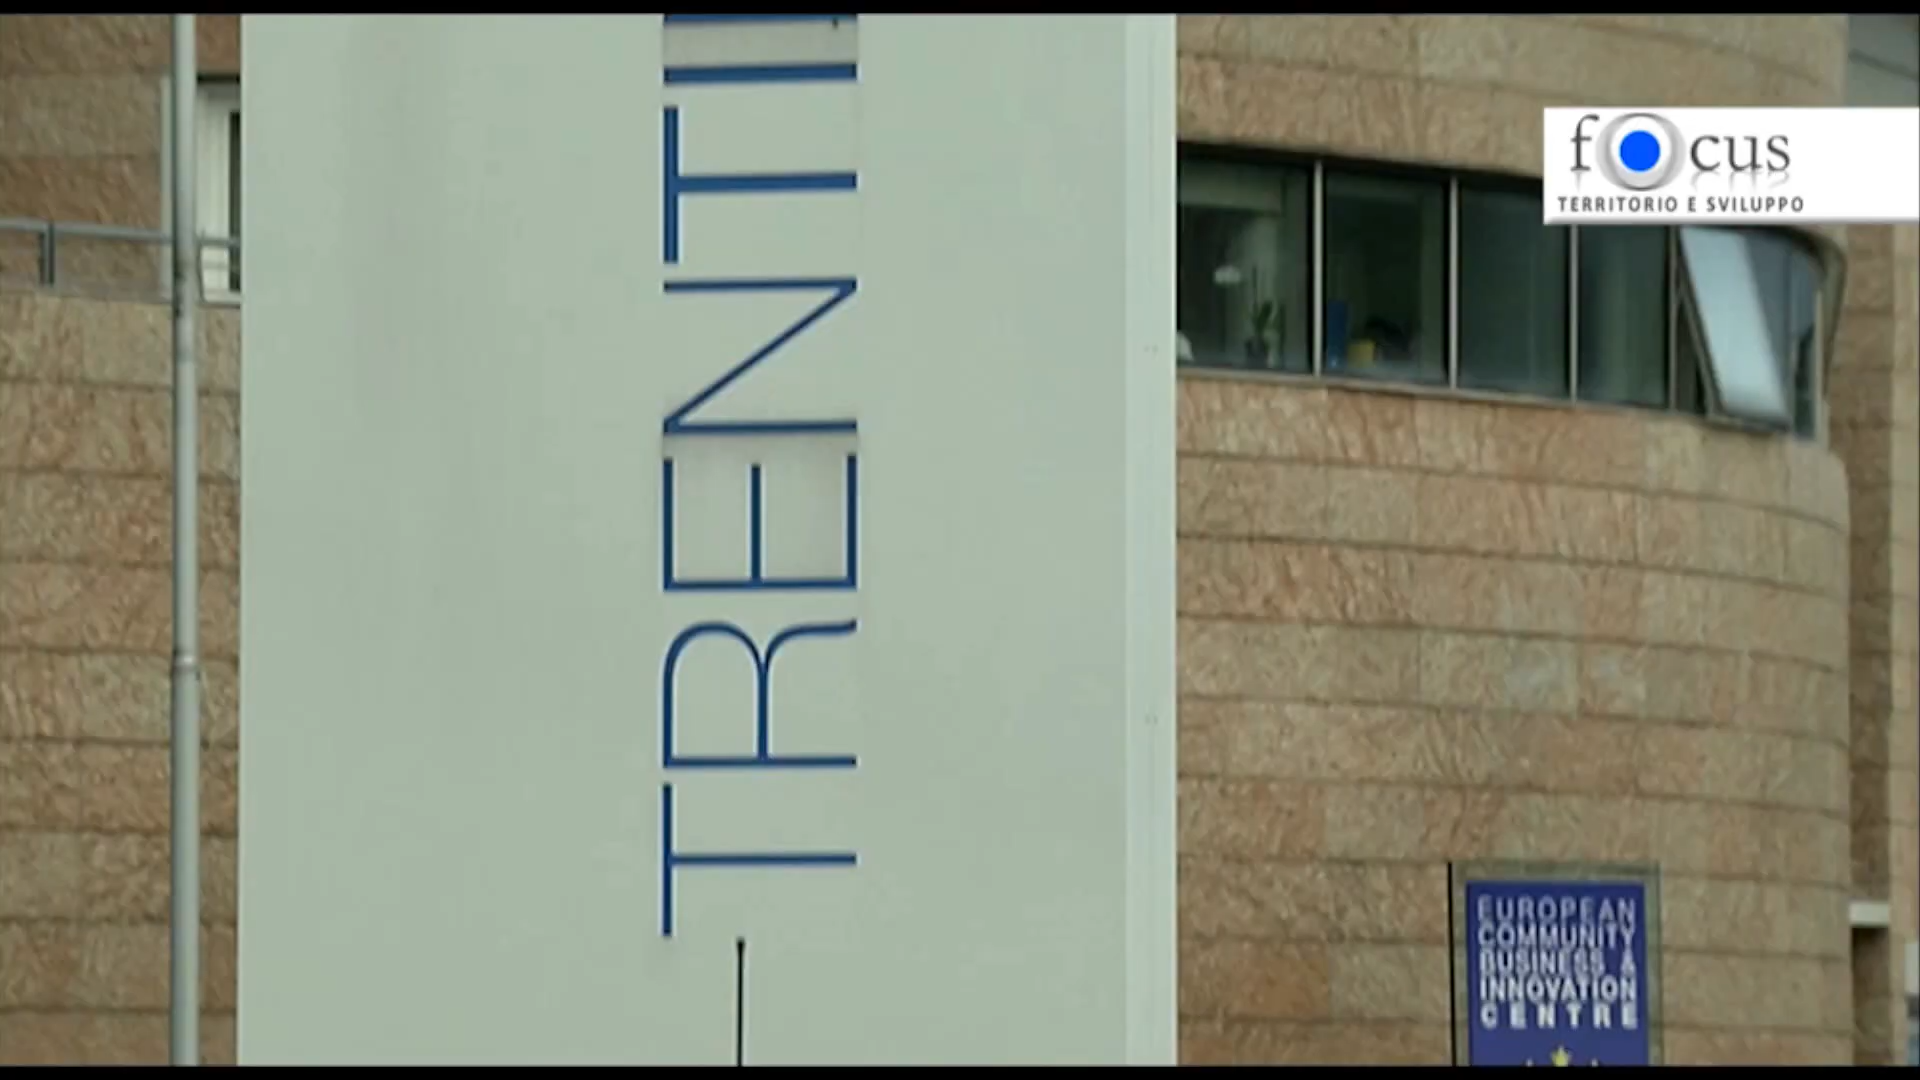 TRENTI
focus
TERRITORIO E SVILUPPO
EUROPEAN
COMMUNITY
BUSINESS &
INNOVATION
CENTRE